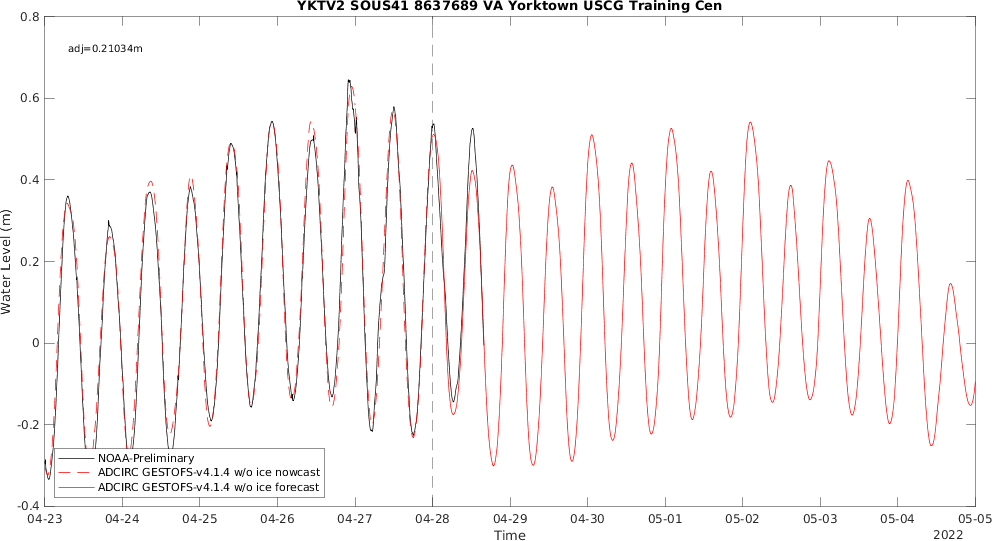 YKTV2 SOUS41 8637689 VA Yorktown USCG Training Cen
adj=0.21034m
0.8
0.6
0.4
0.2
0
-0.2
-0.4
Water Level (m)
NOAA-Preliminary
ADCIRC GESTOFS-v4.1.4 w/o ice nowcast
ADCIRC GESTOFS-v4.1.4 w/o ice forecast
04-23 04-24 04-25 04-26 04-27 04-28 04-29 04-30 05-01 05-02 05-03 05-04 05-05
Time
2022